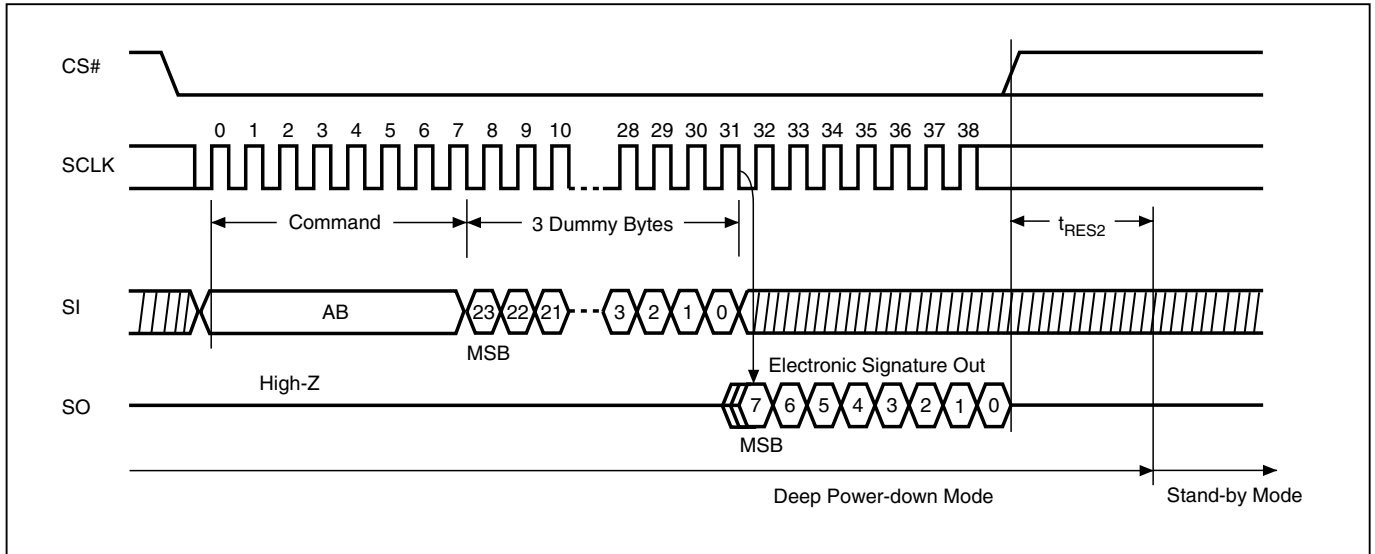 CS#
0 1 2 3 4 5 6 7 8 9 10 28 29 30 31 32 33 34 35 36 37 38
SCLK
Command 3 Dummy Bytes tRES2
SI AB 23 22 21 3 2 1 0
MSB
Electronic Signature Out
High-Z
SO 7 6 5 4 3 2 1 0
MSB
Deep Power-down Mode Stand-by Mode